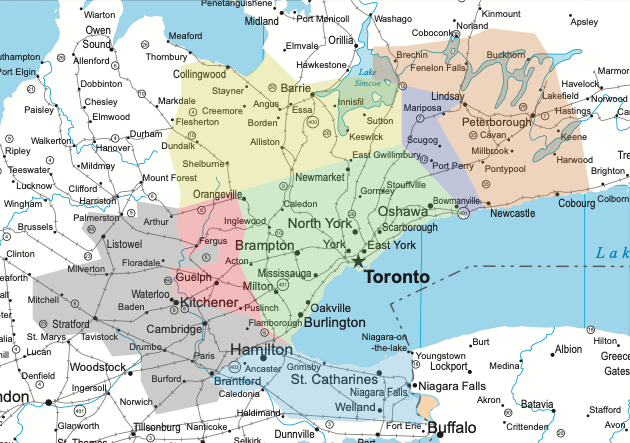 Penetanguishene
Wiarton
Midland
Port McNicoll
Washago
Kinmount
Owen
Sound
Norland
Apsley
Coboconk
Meaford
Elmvale
Orillia
Southampton
Allenford
Thornbury
Brechin
Buckhorn
Port Elgin
Collingwood
Hawkestone
Fenelon Falls
Dobbinton
Stayner
Barrie
Lake
Simcoe
Marmor
Havelock
Paisley
Chesley
Markdale
Angus
Essa
Innisfil
Mariposa
Lindsay
Lakefield
Norwood
Elmwood
Creemore
Flesherton
Borden
Sutton
Peterborough
Hastings
Walkerton
Durham
Alliston
Keswick
Cavan
Keene
Ripley
Hanover
Dundalk
Scugog
Millbrook
Harwood
Teeswater
Mildmay
Shelburne
East Gwillimbury
Port Perry
Pontypool
Tre
Lucknow
Mount Forest
Newmarket
Brighton
Clifford
Stouffville
Wingham
Harriston
Orangeville
Gormley
Bowmanville
Cobourg
Colborne
Palmerston
Caledon
Oshawa
Newcastle
Brussels
Arthur
Inglewood
North York
Scarborough
Listowel
Fergus
Brampton
York
East York
Clinton
Floradale
Acton
Lak
Milverton
Mississauga
Toronto
Seaforth
Guelph
Milton
Mitchell
Waterloo
Kitchener
Baden
Puslinch
Oakville
Stratford
Cambridge
Flamborough
Burlington
St. Marys
Tavistock
Niagara-on
-the-lake
Hilton
Lucan
Drumbo
Paris
Hamilton
Youngstown
Burt
Albion
Greece
Denfield
Woodstock
Ancaster
Grimsby
Lockport
Medina
Gates
Ingersoll
Burford
Brantford
St. Catharines
Niagara Falls
Niagara Falls
Akron
Batavia
Stafford
Avon
London
Norwich
Caledonia
Welland
Glanworth
Tillsonburg
Nanticoke
Haldimand
Fort Erie
Buffalo
Crittenden
St. Thomas
Selkirk
Dunnville